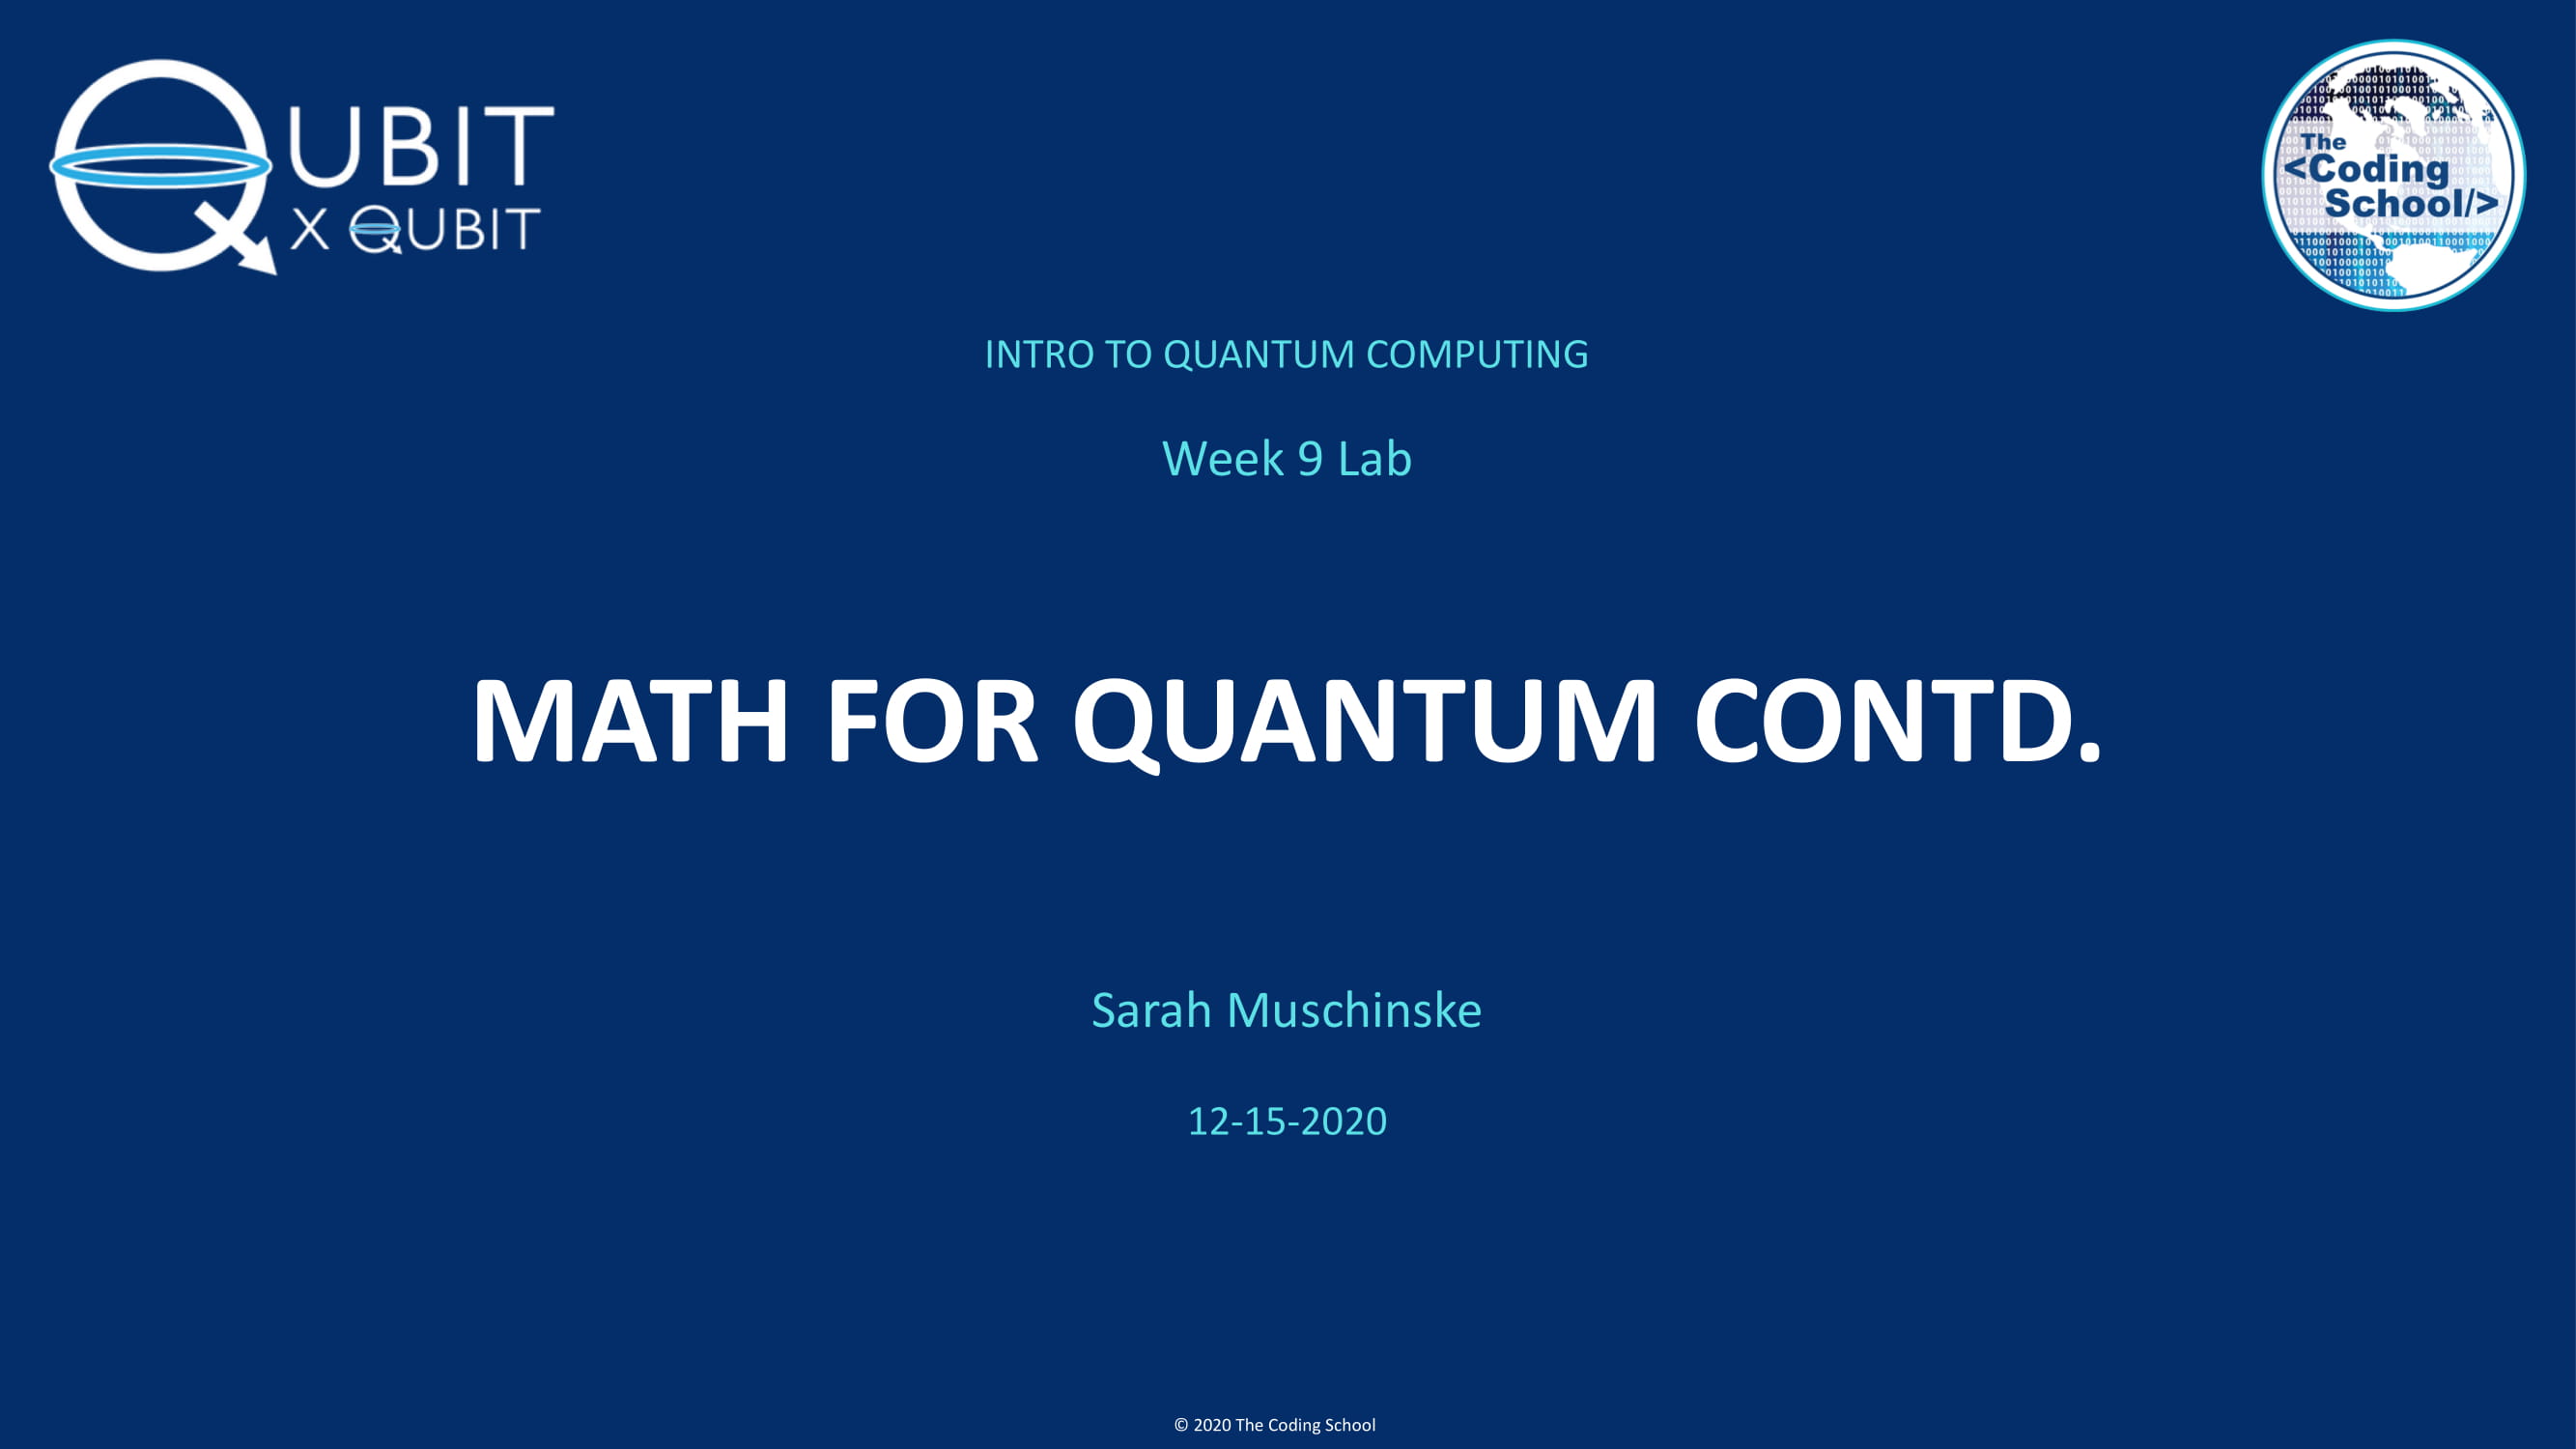 QUBIT
X QUBIT
The
<Coding
School/>
INTRO TO QUANTUM COMPUTING
Week 9 Lab
MATH FOR QUANTUM CONTD.
Sarah Muschinske
12-15-2020
© 2020 The Coding School